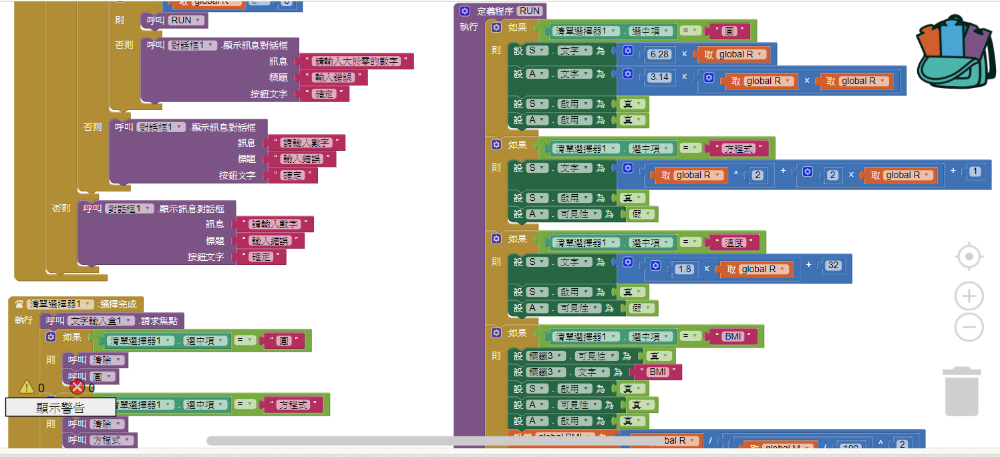 取 global R
則 呼叫 RUN
否則 呼叫 對話框1 .顯示訊息對話框
訊息 “ 請輸入大於零的數字 ”
標題 “ 輸入錯誤 ”
按鈕文字 “ 確定 ”
否則 呼叫 對話框1 .顯示訊息對話框
訊息 “ 請輸入數字 ”
標題 “ 輸入錯誤 ”
按鈕文字 “ 確定 ”
否則 呼叫 對話框1 .顯示訊息對話框
訊息 “ 請輸入數字 ”
標題 “ 輸入錯誤 ”
按鈕文字 “ 確定 ”
當 清單選擇器1 .選擇完成
執行 呼叫 文字輸入盒1 .請求焦點
如果 清單選擇器1 . 選中項 = “ 圓 ”
則 呼叫 清除
呼叫 圓
0 0
顯示警告
單選擇器1 . 選中項 = “ 方程式 ”
則 呼叫 清除
呼叫 方程式
定義程序 RUN
執行 如果 清單選擇器1 . 選中項 = “ 圓 ”
則 設 S . 文字 為 6.28 × 取 global R
設 A . 文字 為 3.14 × 取 global R × 取 global R
設 S . 啟用 為 真
設 A . 啟用 為 真
如果 清單選擇器1 . 選中項 = “ 方程式 ”
則 設 S . 文字 為 取 global R ^ 2 + 2 × 取 global R + 1
設 S . 啟用 為 真
設 A . 可見性 為 假
如果 清單選擇器1 . 選中項 = “ 溫度 ”
則 設 S . 文字 為 1.8 × 取 global R + 32
設 S . 啟用 為 真
設 A . 可見性 為 假
如果 清單選擇器1 . 選中項 = “ BMI ”
則 設 標籤3 . 可見性 為 真
設 標籤3 . 文字 為 “ BMI ”
設 S . 啟用 為 真
設 A . 可見性 為 真
設 A . 啟用 為 真
global BMI 為 bal R / 取 global M / 100 ^ 2